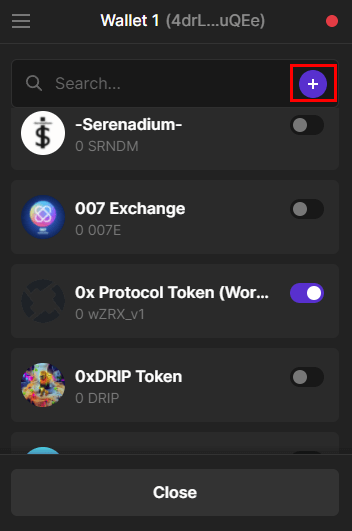 Wallet 1 (4drL...uQEe)
Search...
-Serenadium-
0 SRNDM
007 Exchange
0 007E
0x Protocol Token (Wor...
0 wZRX_v1
0xDRIP Token
0 DRIP
Close